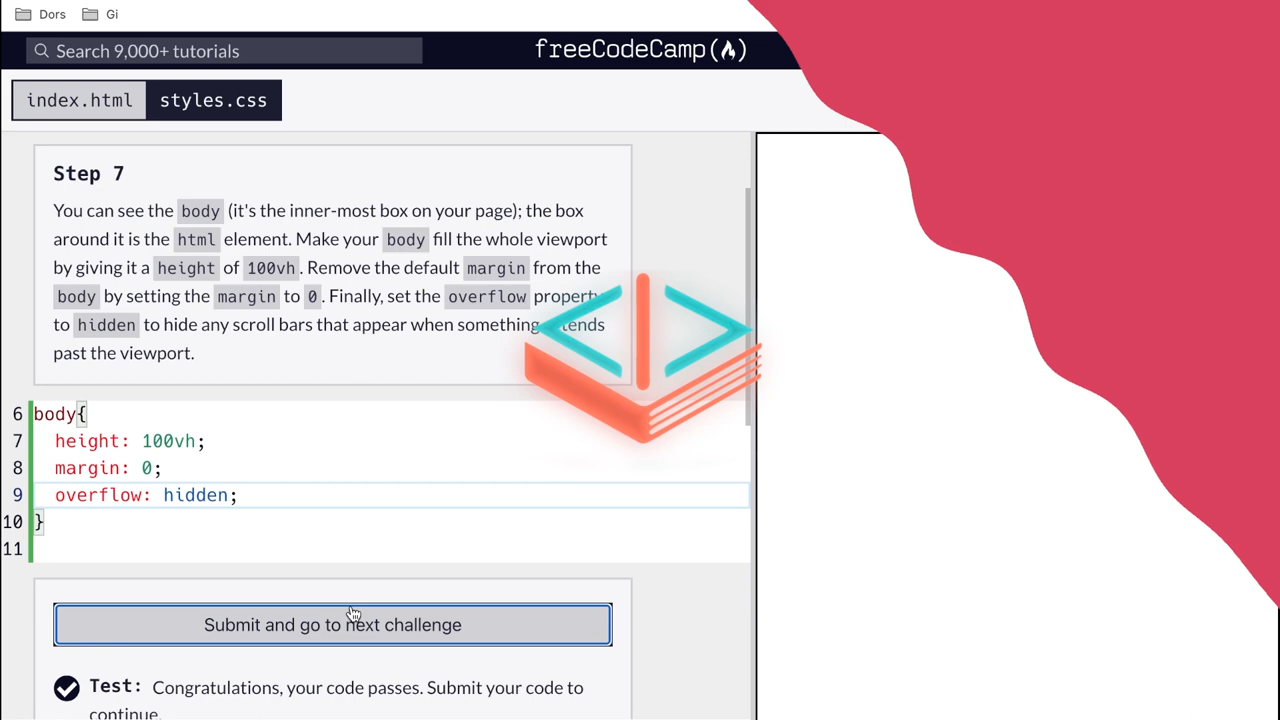 Dors Gi
Search 9,000+ tutorials
freeCodeCamp
index.html styles.css
Step 7
You can see the body (it's the inner-most box on your page); the box
around it is the html element. Make your body fill the whole viewport
by giving it a height of 100vh. Remove the default margin from the
body by setting the margin to 0. Finally, set the overflow property
to hidden to hide any scroll bars that appear when something
past the viewport.
6 body{
7 height: 100vh;
8 margin: 0;
9 overflow: hidden;
10 }
11
Submit and go to next challenge
Test: Congratulations, your code passes. Submit your code to
continue.